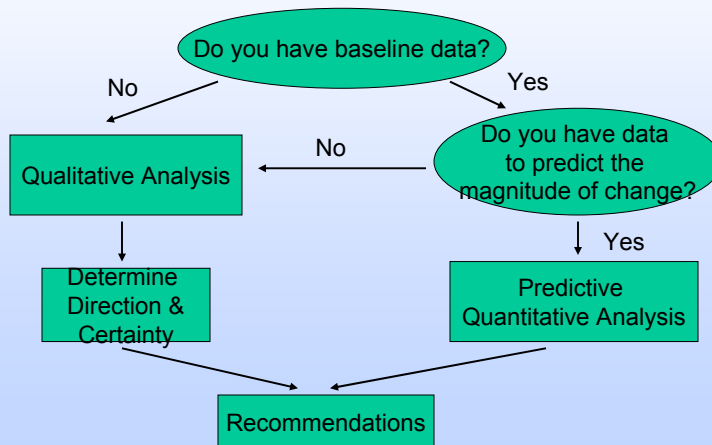 Do you have baseline data?
No
Yes
Do you have data
to predict the
magnitude of change?
No
Qualitative Analysis
Yes
Determine
Direction &
Certainty
Predictive
Quantitative Analysis
Recommendations